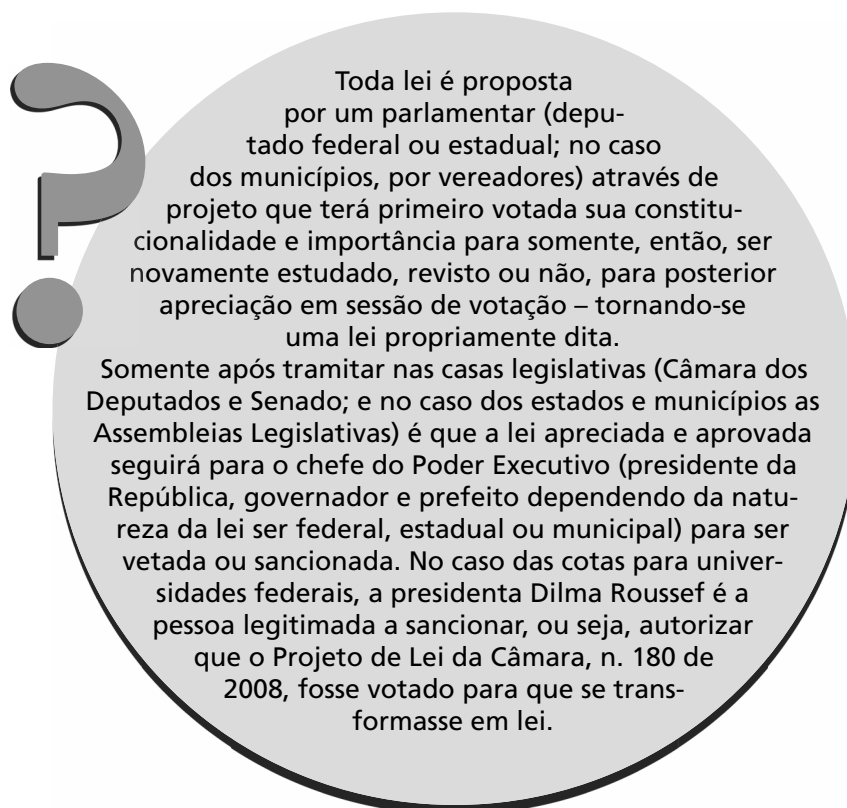 Toda lei é proposta
por um parlamentar (depu-
tado federal ou estadual; no caso
dos municípios, por vereadores) através de
projeto que terá primeiro votada sua constitu-
cionalidade e importância para somente, então, ser
novamente estudado, revisto ou não, para posterior
apreciação em sessão de votação – tornando-se
uma lei propriamente dita.
Somente após tramitar nas casas legislativas (Câmara dos
Deputados e Senado; e no caso dos estados e municípios as
Assembleias Legislativas) é que a lei apreciada e aprovada
seguirá para o chefe do Poder Executivo (presidente da
República, governador e prefeito dependendo da natu-
reza da lei ser federal, estadual ou municipal) para ser
vetada ou sancionada. No caso das cotas para univer-
sidades federais, a presidenta Dilma Roussef é a
pessoa legitimada a sancionar, ou seja, autorizar
que o Projeto de Lei da Câmara, n. 180 de
2008, fosse votado para que se trans-
formasse em lei.